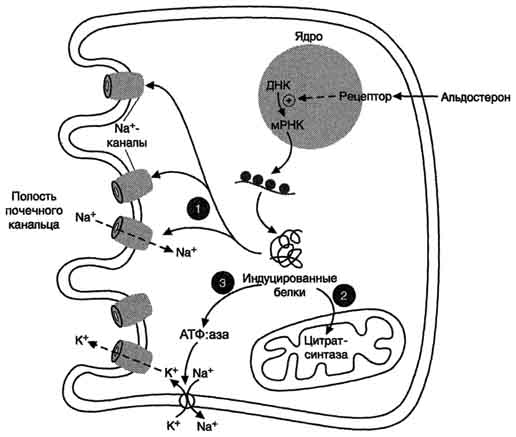 Ядро
ДНК
+
Рецептор
Альдостерон
мРНК
Na⁺-
каналы
Полость
почечного
канальца
Na⁺
Na⁺
1
Индуцированные
белки
3
2
АТФ:аза
Цитрат-
синтаза
K⁺
K⁺
Na⁺
K⁺
Na⁺